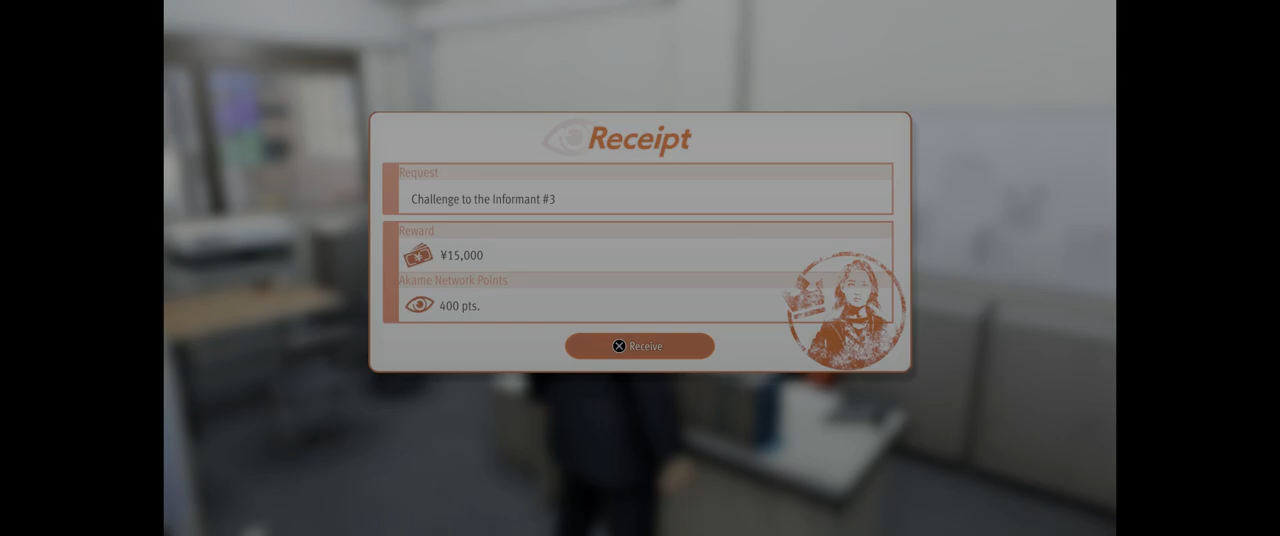 Receipt
Request
Challenge to the Informant #3
Reward
¥15,000
Akame Network Points
400 pts.
Receive